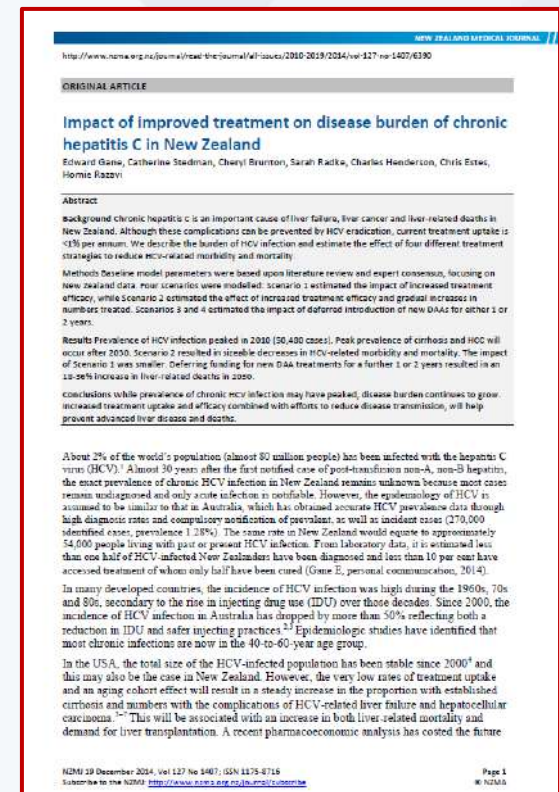 NEW ZEALAND MEDICAL JOURNAL
http://www.nzma.org.nz/journal/read-the-journal/all-issues/2010-2019/2014/vol-127-no-1407/6390
ORIGINAL ARTICLE
Impact of improved treatment on disease burden of chronic
hepatitis C in New Zealand
Edward Gane, Catherine Stedman, Cheryl Brunton, Sarah Radke, Charles Henderson, Chris Estes,
Homie Razavi
Abstract
Background Chronic hepatitis C is an important cause of liver failure, liver cancer and liver-related deaths in
New Zealand. Although these complications can be prevented by HCV eradication, current treatment uptake is
<1% per annum. We describe the burden of HCV infection and estimate the effect of four different treatment
strategies to reduce HCV-related morbidity and mortality.
Methods Baseline model parameters were based upon literature review and expert consensus, focusing on
New Zealand data. Four scenarios were modelled: Scenario 1 estimated the impact of increased treatment
efficacy, while Scenario 2 estimated the effect of increased treatment efficacy and gradual increases in
numbers treated. Scenarios 3 and 4 estimated the impact of deferred introduction of new DAAs for either 1 or
2 years.
Results Prevalence of HCV infection peaked in 2010 (50,480 cases). Peak prevalence of cirrhosis and HCC will
occur after 2030. Scenario 2 resulted in sizeable decreases in HCV-related morbidity and mortality. The impact
of Scenario 1 was smaller. Deferring funding for new DAA treatments for a further 1 or 2 years resulted in an
18-36% increase in liver-related deaths in 2030.
Conclusions While prevalence of chronic HCV infection may have peaked, disease burden continues to grow.
Increased treatment uptake and efficacy combined with efforts to reduce disease transmission, will help
prevent advanced liver disease and deaths.
About 2% of the world's population (almost 80 million people) has been infected with the hepatitis C
virus (HCV).1 Almost 30 years after the first notified case of post-transfusion non-A, non-B hepatitis,
the exact prevalence of chronic HCV infection in New Zealand remains unknown because most cases
remain undiagnosed and only acute infection is notifiable. However, the epidemiology of HCV is
assumed to be similar to that in Australia, which has obtained accurate HCV prevalence data through
high diagnosis rates and compulsory notification of prevalent, as well as incident cases (270,000
identified cases, prevalence 1.28%). The same rate in New Zealand would equate to approximately
54,000 people living with past or present HCV infection. From laboratory data, it is estimated less
than one half of HCV-infected New Zealanders have been diagnosed and less than 10 per cent have
accessed treatment of whom only half have been cured (Gane E, personal communication, 2014).
In many developed countries, the incidence of HCV infection was high during the 1960s, 70s
and 80s, secondary to the rise in injecting drug use (IDU) over those decades. Since 2000, the
incidence of HCV infection in Australia has dropped by more than 50% reflecting both a
reduction in IDU and safer injecting practices.2,3 Epidemiologic studies have identified that
most chronic infections are now in the 40-to-60-year age group.
In the USA, the total size of the HCV-infected population has been stable since 20004 and
this may also be the case in New Zealand. However, the very low rates of treatment uptake
and an aging cohort effect will result in a steady increase in the proportion with established
cirrhosis and numbers with the complications of HCV-related liver failure and hepatocellular
carcinoma.5–7 This will be associated with an increase in both liver-related mortality and
demand for liver transplantation. A recent pharmacoeconomic analysis has costed the future
NZMJ 19 December 2014, Vol 127 No 1407; ISSN 1175-8716
Page 1
Subscribe to the NZMJ: http://www.nzma.org.nz/journal/subscribe
© NZMA